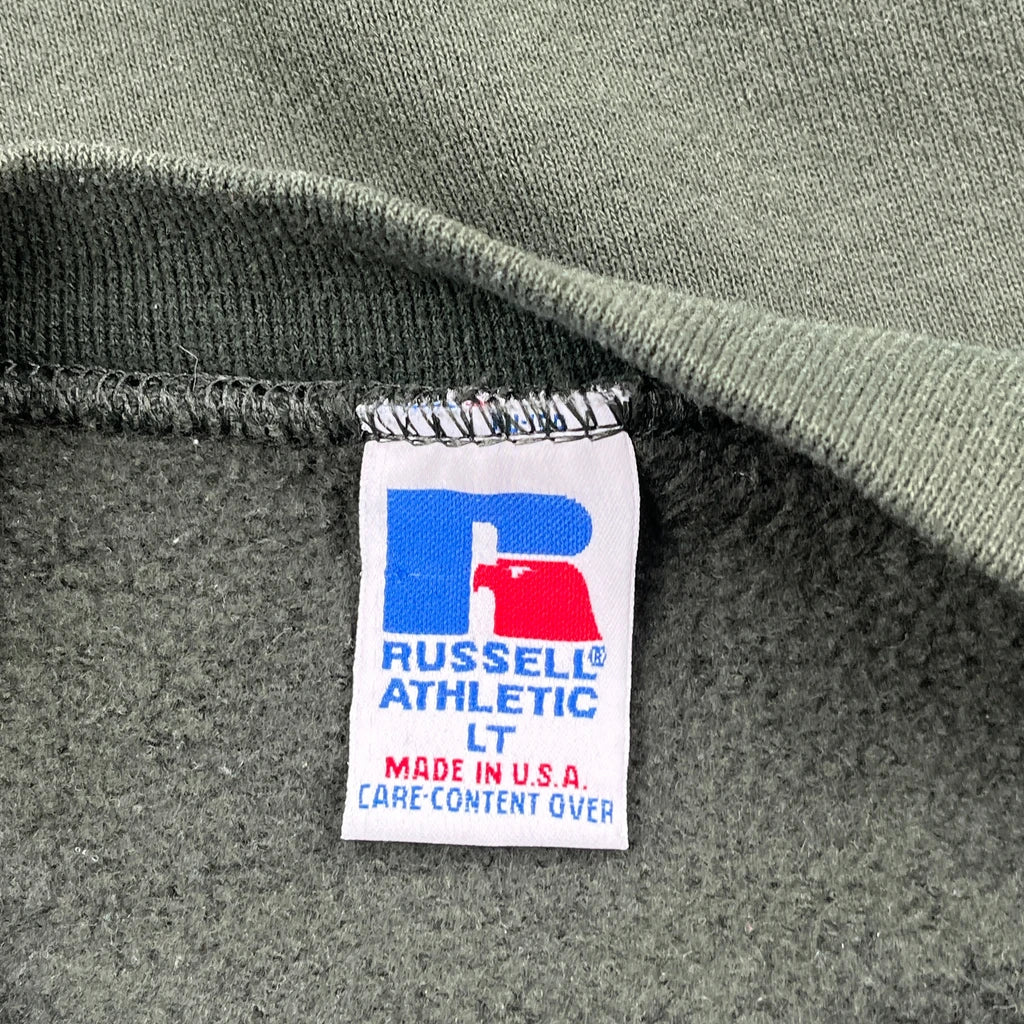 RUSSELL®
ATHLETIC
LT
MADE IN U.S.A.
CARE-CONTENT OVER